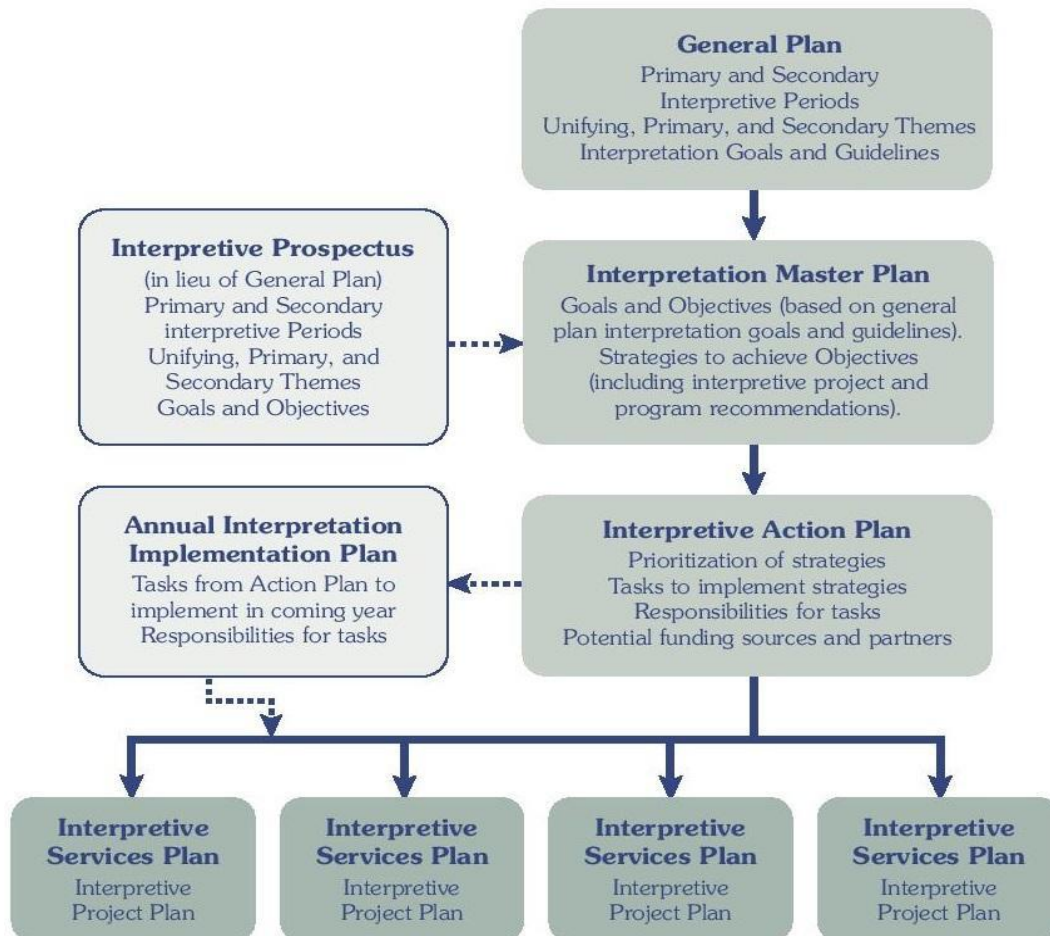 General Plan
Primary and Secondary
Interpretive Periods
Unifying, Primary, and Secondary Themes
Interpretation Goals and Guidelines
Interpretive Prospectus
(in lieu of General Plan)
Primary and Secondary
interpretive Periods
Unifying, Primary, and
Secondary Themes
Goals and Objectives
Interpretation Master Plan
Goals and Objectives (based on general
plan interpretation goals and guidelines).
Strategies to achieve Objectives
(including interpretive project and
program recommendations).
Annual Interpretation
Implementation Plan
Tasks from Action Plan to
implement in coming year
Responsibilities for tasks
Interpretive Action Plan
Prioritization of strategies
Tasks to implement strategies
Responsibilities for tasks
Potential funding sources and partners
Interpretive
Services Plan
Interpretive
Project Plan
Interpretive
Services Plan
Interpretive
Project Plan
Interpretive
Services Plan
Interpretive
Project Plan
Interpretive
Services Plan
Interpretive
Project Plan